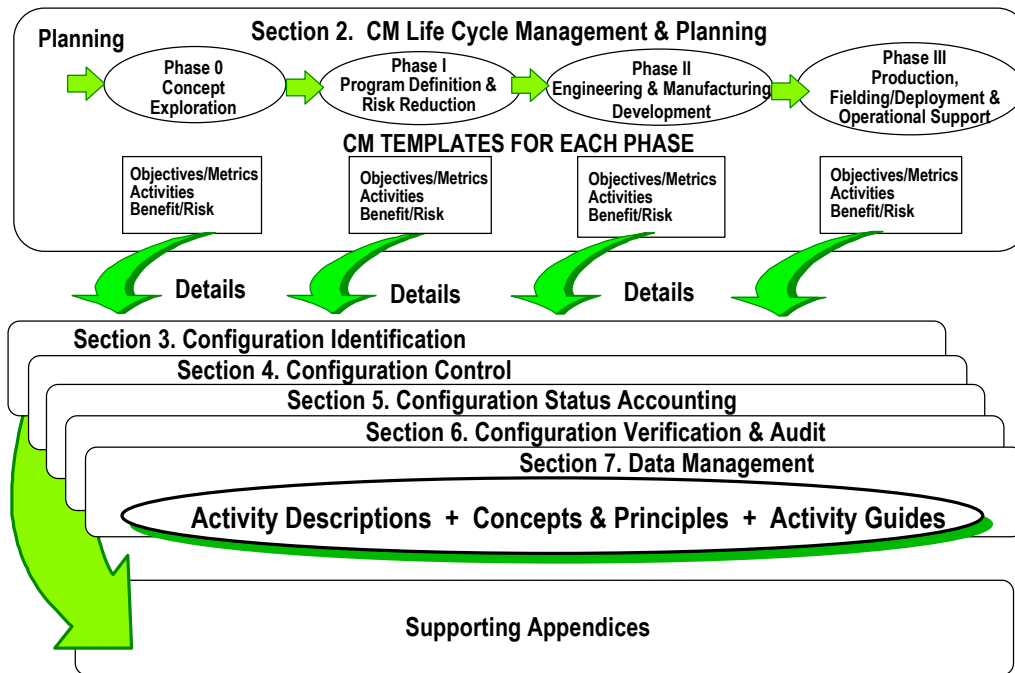 Section 2.  CM Life Cycle Management & Planning
Planning
Phase 0
Concept
Exploration
Phase I
Program Definition &
Risk Reduction
Phase II
Engineering & Manufacturing
Development
Phase III
Production,
Fielding/Deployment &
Operational Support
CM TEMPLATES FOR EACH PHASE
Objectives/Metrics
Activities
Benefit/Risk
Objectives/Metrics
Activities
Benefit/Risk
Objectives/Metrics
Activities
Benefit/Risk
Objectives/Metrics
Activities
Benefit/Risk
Details
Details
Details
Section 3. Configuration Identification
Section 4. Configuration Control
Section 5. Configuration Status Accounting
Section 6. Configuration Verification & Audit
Section 7. Data Management
Activity Descriptions  +  Concepts & Principles  +  Activity Guides
Supporting Appendices